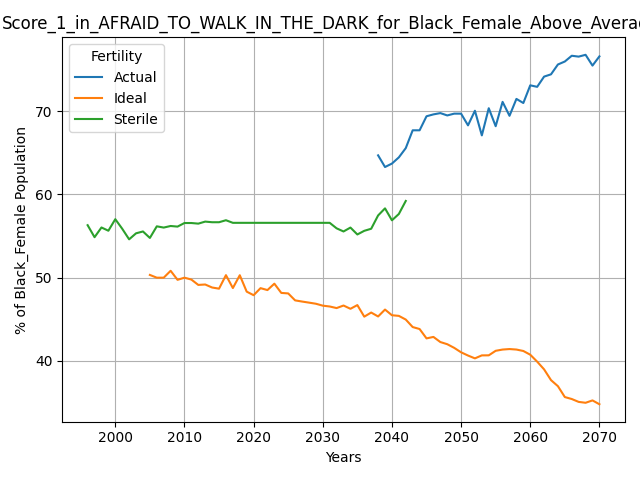 Score_1_in_AFRAID_TO_WALK_IN_THE_DARK_for_Black_Female_Above_Avera
Fertility
Actual
Ideal
Sterile
% of Black_Female Population
70
60
50
40
2000 2010 2020 2030 2040 2050 2060 2070
Years